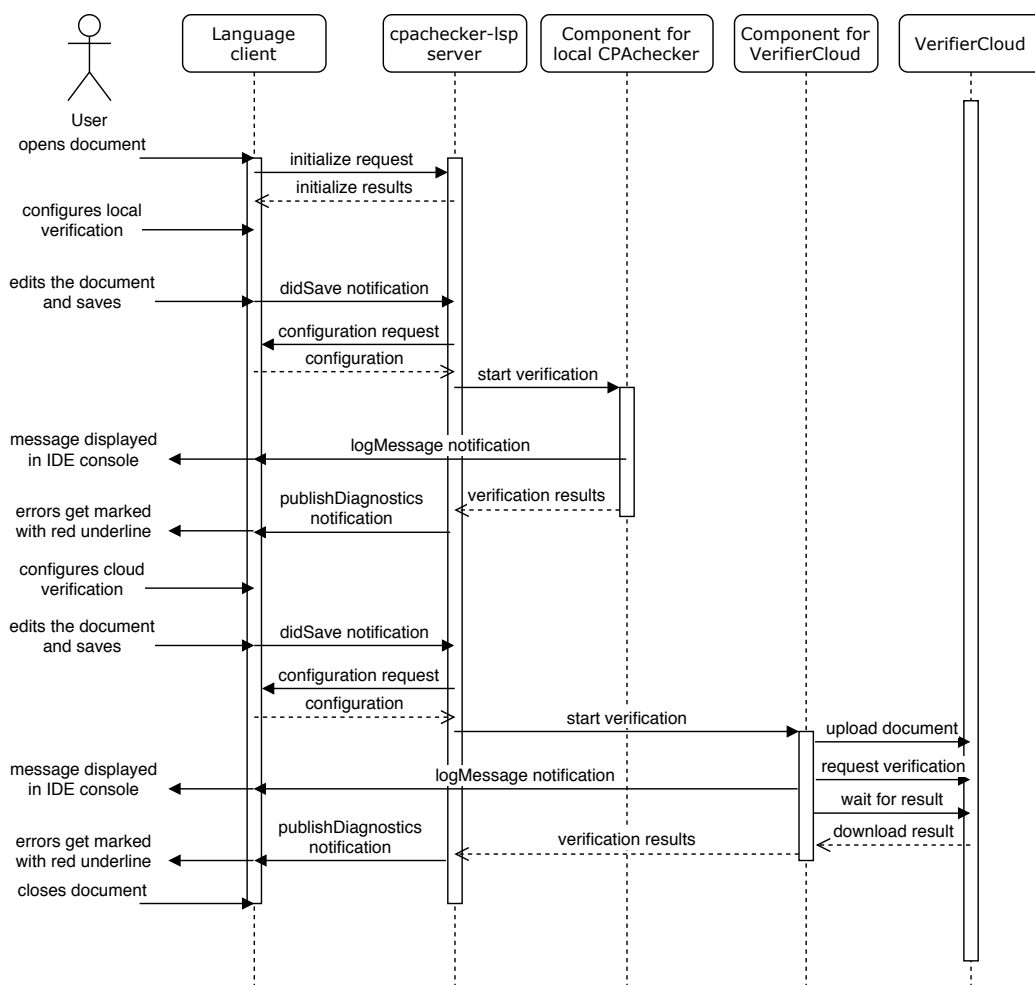 Language
client
cpachecker-lsp
server
Component for
local CPAchecker
Component for
VerifierCloud
VerifierCloud
User
opens document
initialize request
initialize results
configures local
verification
edits the document
and saves
didSave notification
configuration request
configuration
start verification
message displayed
in IDE console
logMessage notification
verification results
publishDiagnostics
notification
errors get marked
with red underline
configures cloud
verification
edits the document
and saves
didSave notification
configuration request
configuration
start verification
upload document
message displayed
in IDE console
logMessage notification
request verification
wait for result
download result
verification results
publishDiagnostics
notification
errors get marked
with red underline
closes document